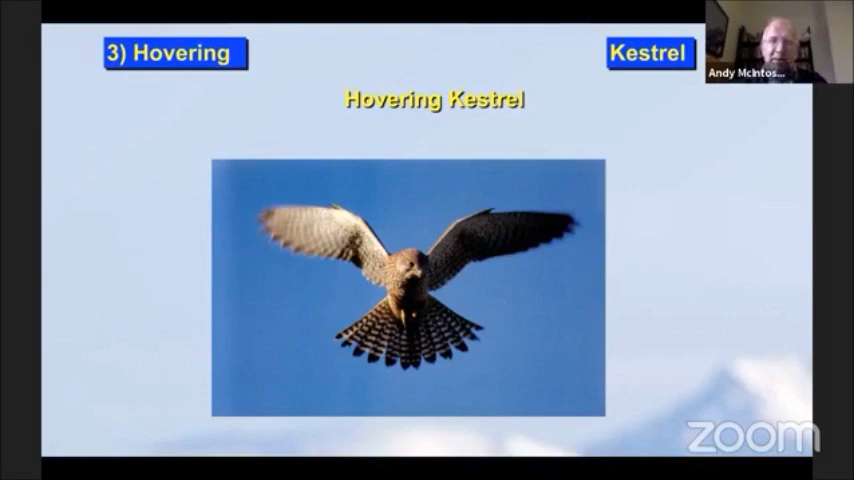 3) Hovering
Kestrel
Andy McIntos...
Hovering Kestrel
zoom